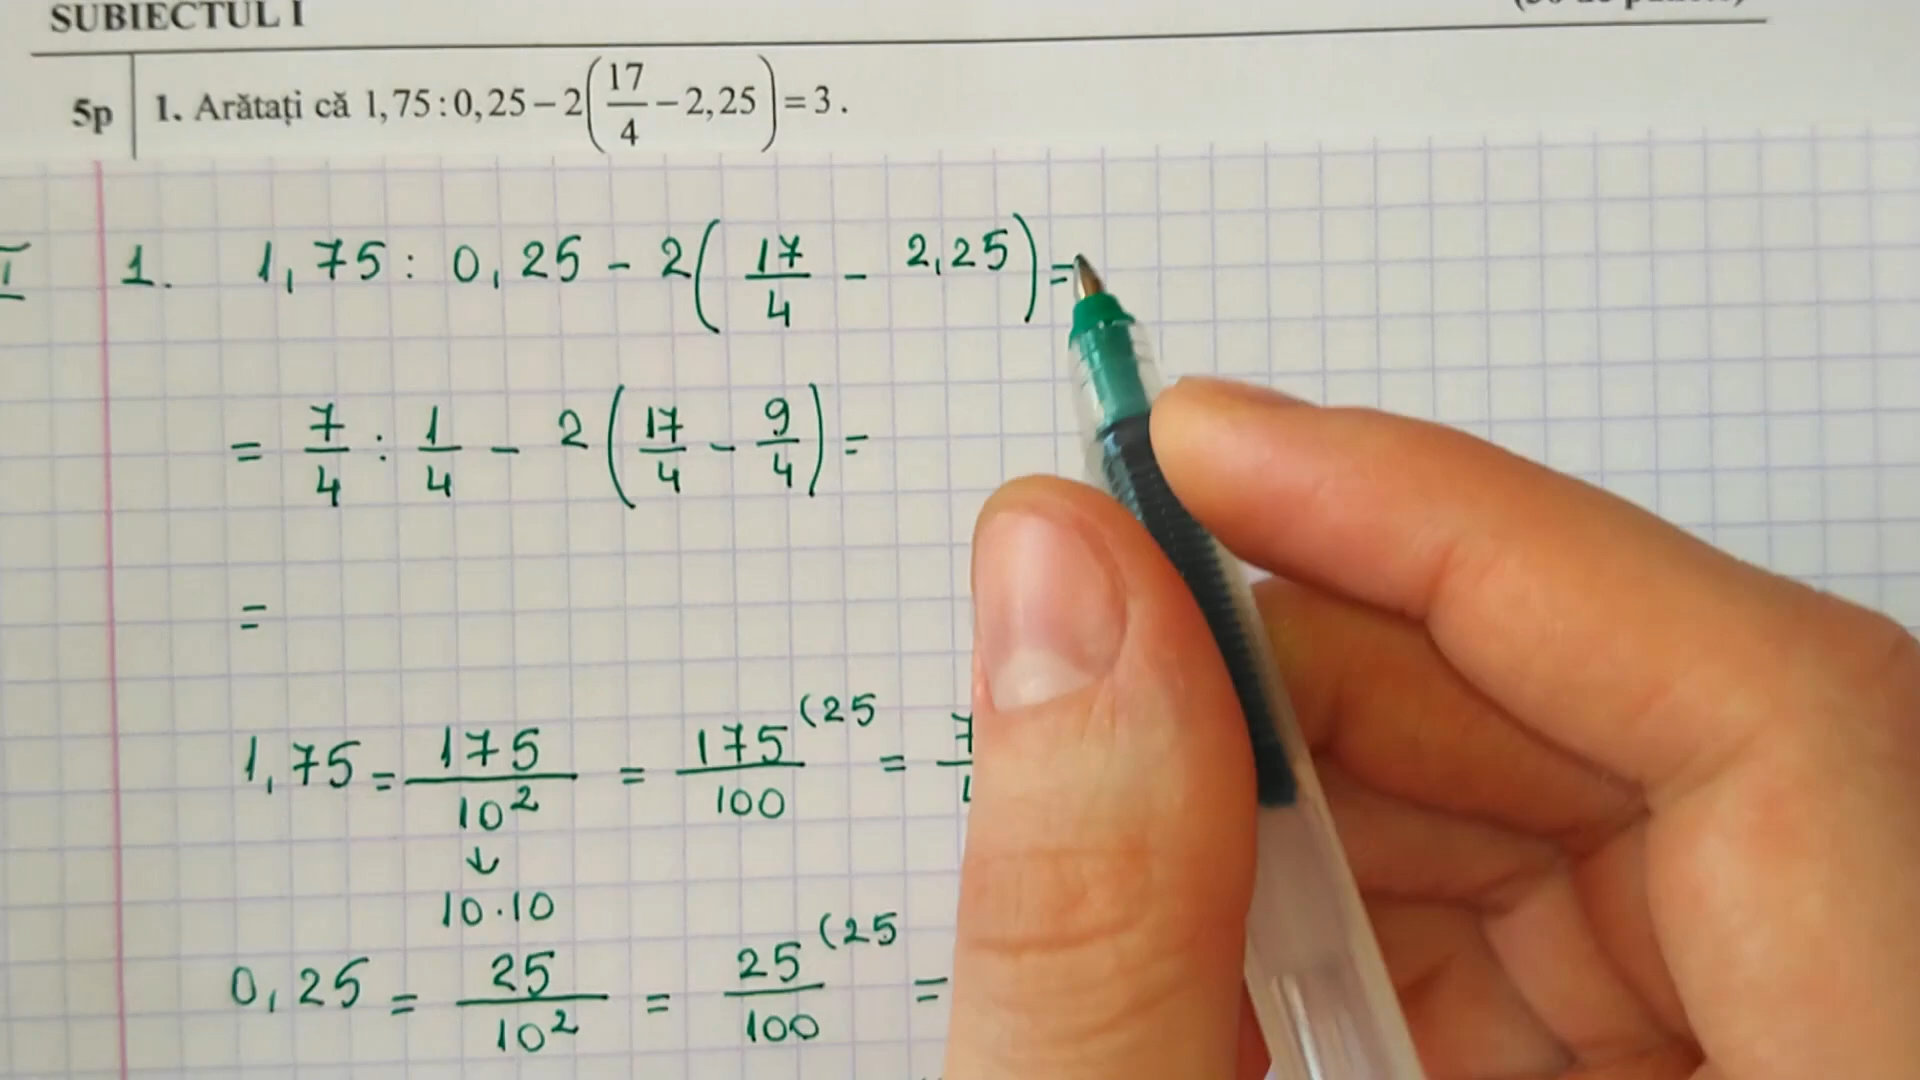 SUBIECTUL I
5p 1. Arătați că 1,75:0,25−2(17/4−2,25)=3.
I 1. 1,75 : 0,25 - 2(17/4 - 2,25)=
= 7/4 : 1/4 - 2(17/4 - 9/4)=
=
1,75 = 175/10² = 175/100 (25 = 7
↓
10·10
0,25 = 25/10² = 25/100 (25 =